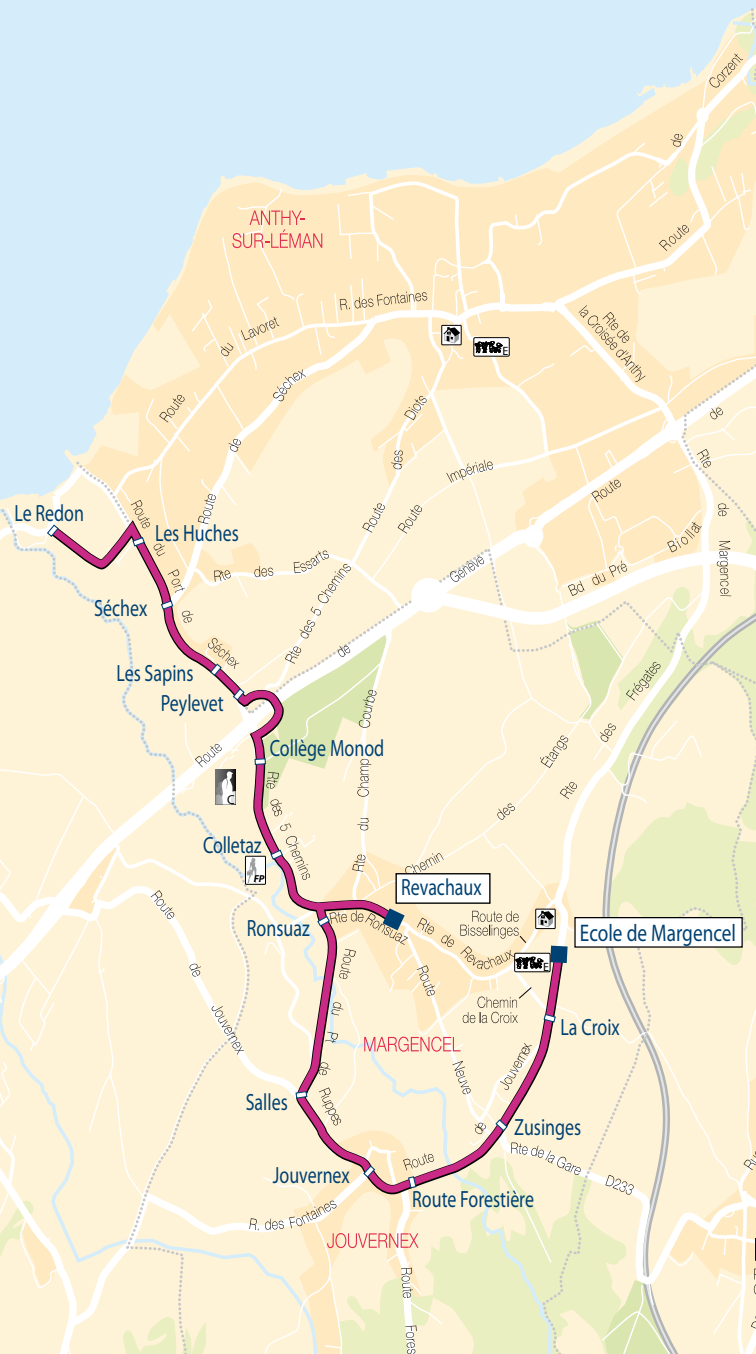 Corzent
de
Route
ANTHY-
SUR-LÉMAN
R. des Fontaines
du Lavoret
Route
Rte de
la Croisée d'Anthy
E
Séchex
de
Route
Diots
des
Route
Impériale
Route
de
Route
Genève
de
Route
Rte
de
Margencel
Biollat
Bd du Pré
Le Redon
Les Huches
Route
du
Port
de
Séchex
Rte des Essarts
Rte des 5 Chemins
Séchex
Les Sapins
Peylevet
Collège Monod
C
Rte
des
5
Chemins
Courbe
Champ
du
Rte
Frégates
des
Rte
Étangs
des
Chemin
Colletaz
FP
Revachaux
Ronsuaz
Rte de Ronsuaz
Rte de Revachaux
Route de
Bisselinges
Ecole de Margencel
E
Chemin
de la Croix
La Croix
Route
de
Jouvernex
Route
du
Pt
de
Ruppes
Route
Neuve
MARGENCEL
Jouvernex
de
Route
Salles
Zusinges
Rte de la Gare
D233
Jouvernex
Route Forestière
R. des Fontaines
JOUVERNEX
Route